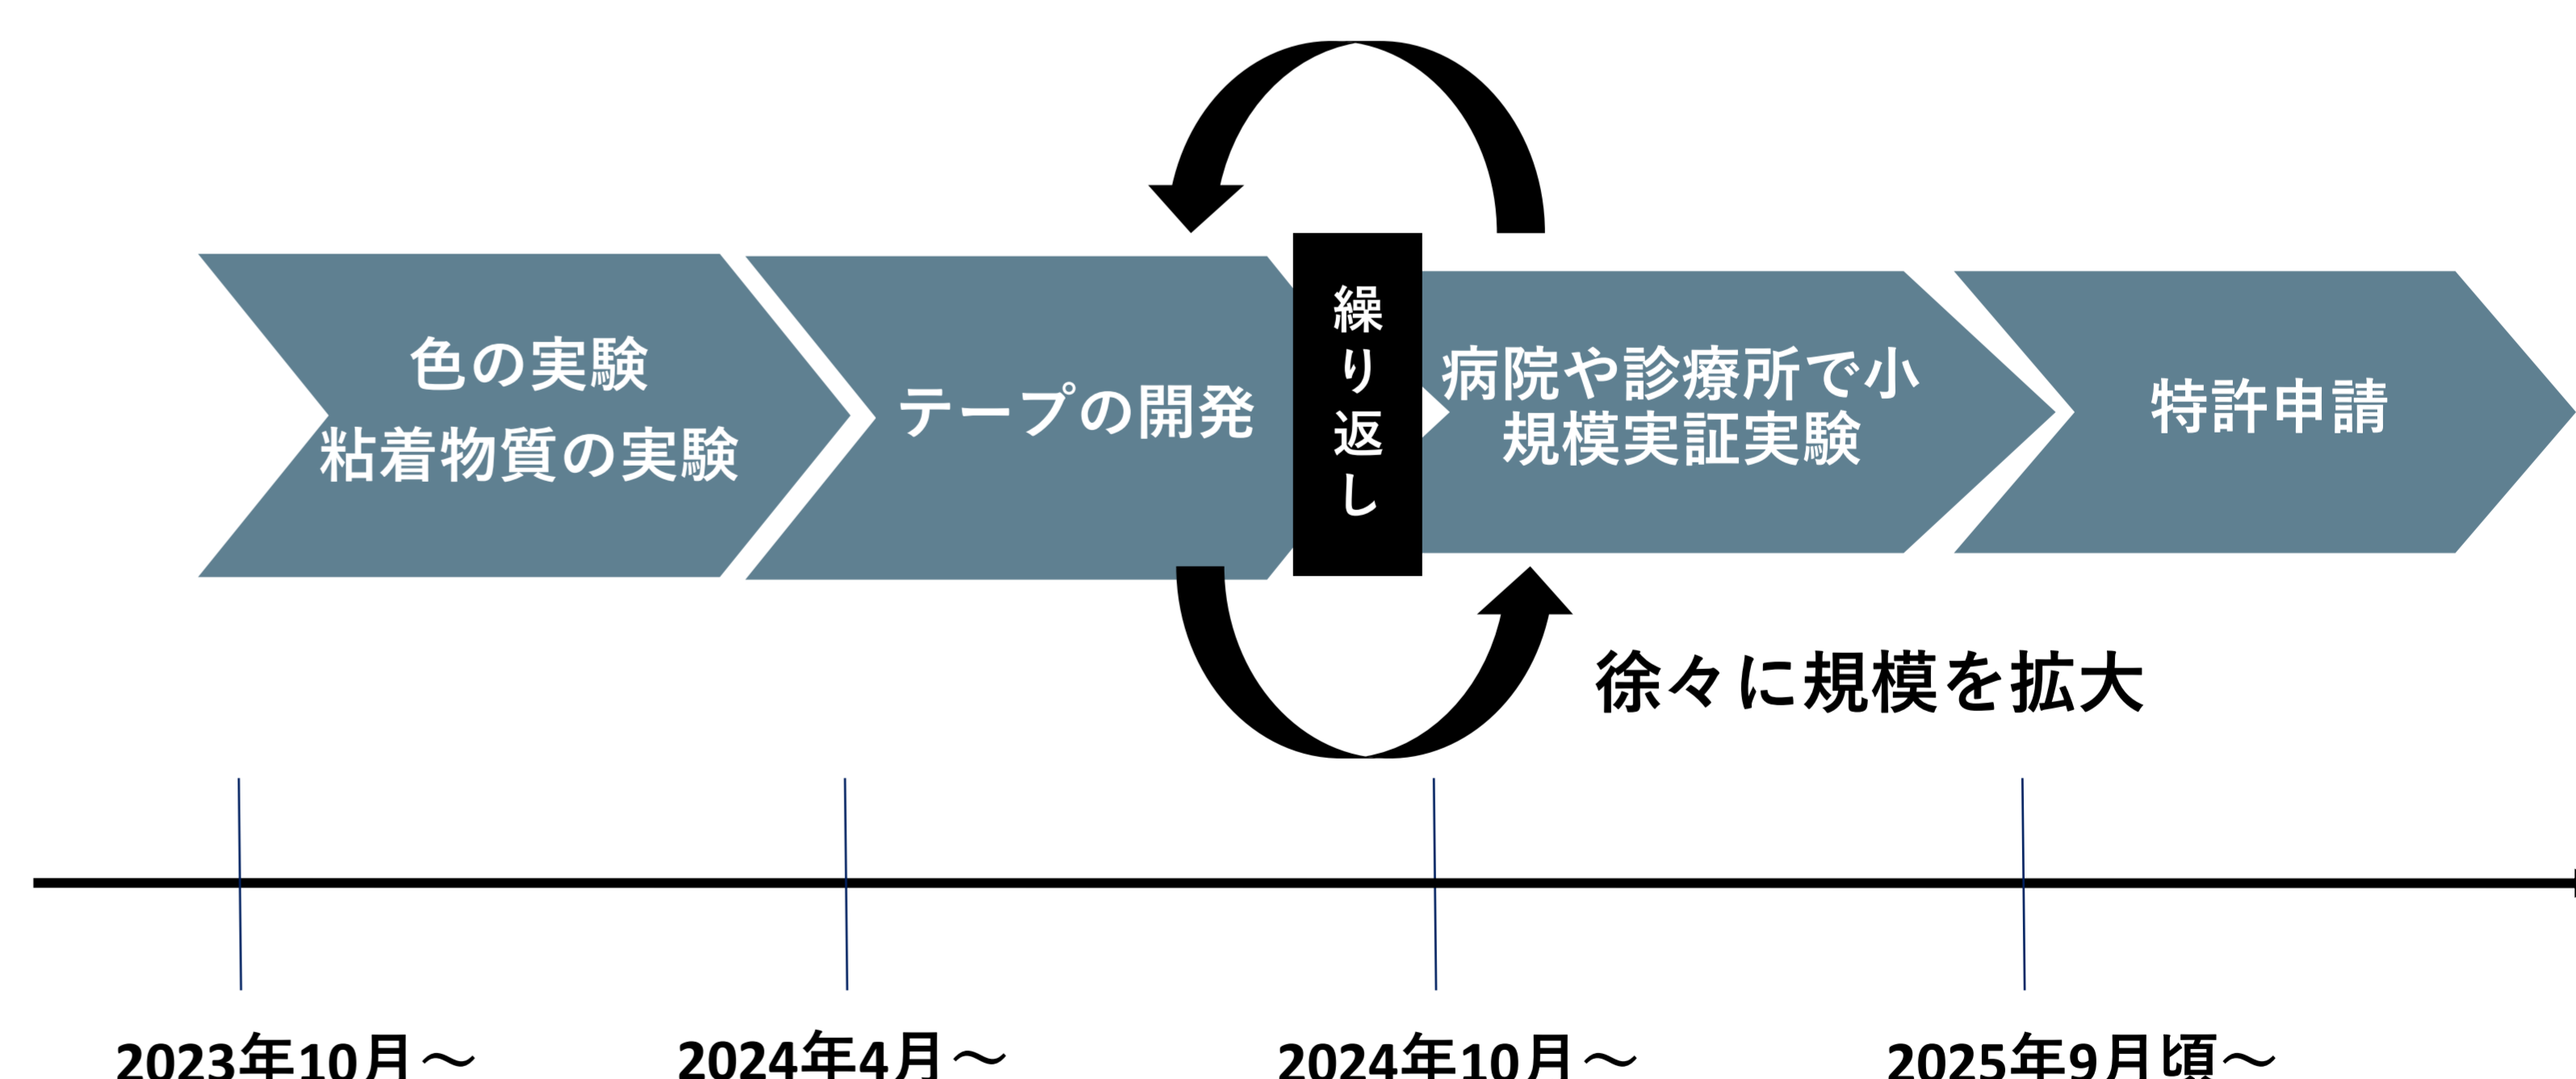 色の実験
粘着物質の実験
テープの開発
繰り返し
病院や診療所で小
規模実証実験
特許申請
徐々に規模を拡大
2023年10月～
2024年4月～
2024年10月～
2025年9月頃～